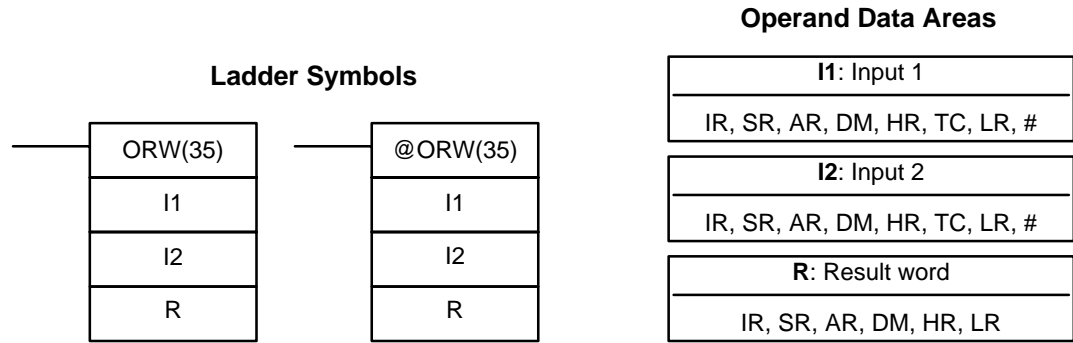 Operand Data Areas
Ladder Symbols
I1: Input 1
IR, SR, AR, DM, HR, TC, LR, #
ORW(35)
@ORW(35)
I1
I1
I2: Input 2
IR, SR, AR, DM, HR, TC, LR, #
I2
I2
R: Result word
R
R
IR, SR, AR, DM, HR, LR